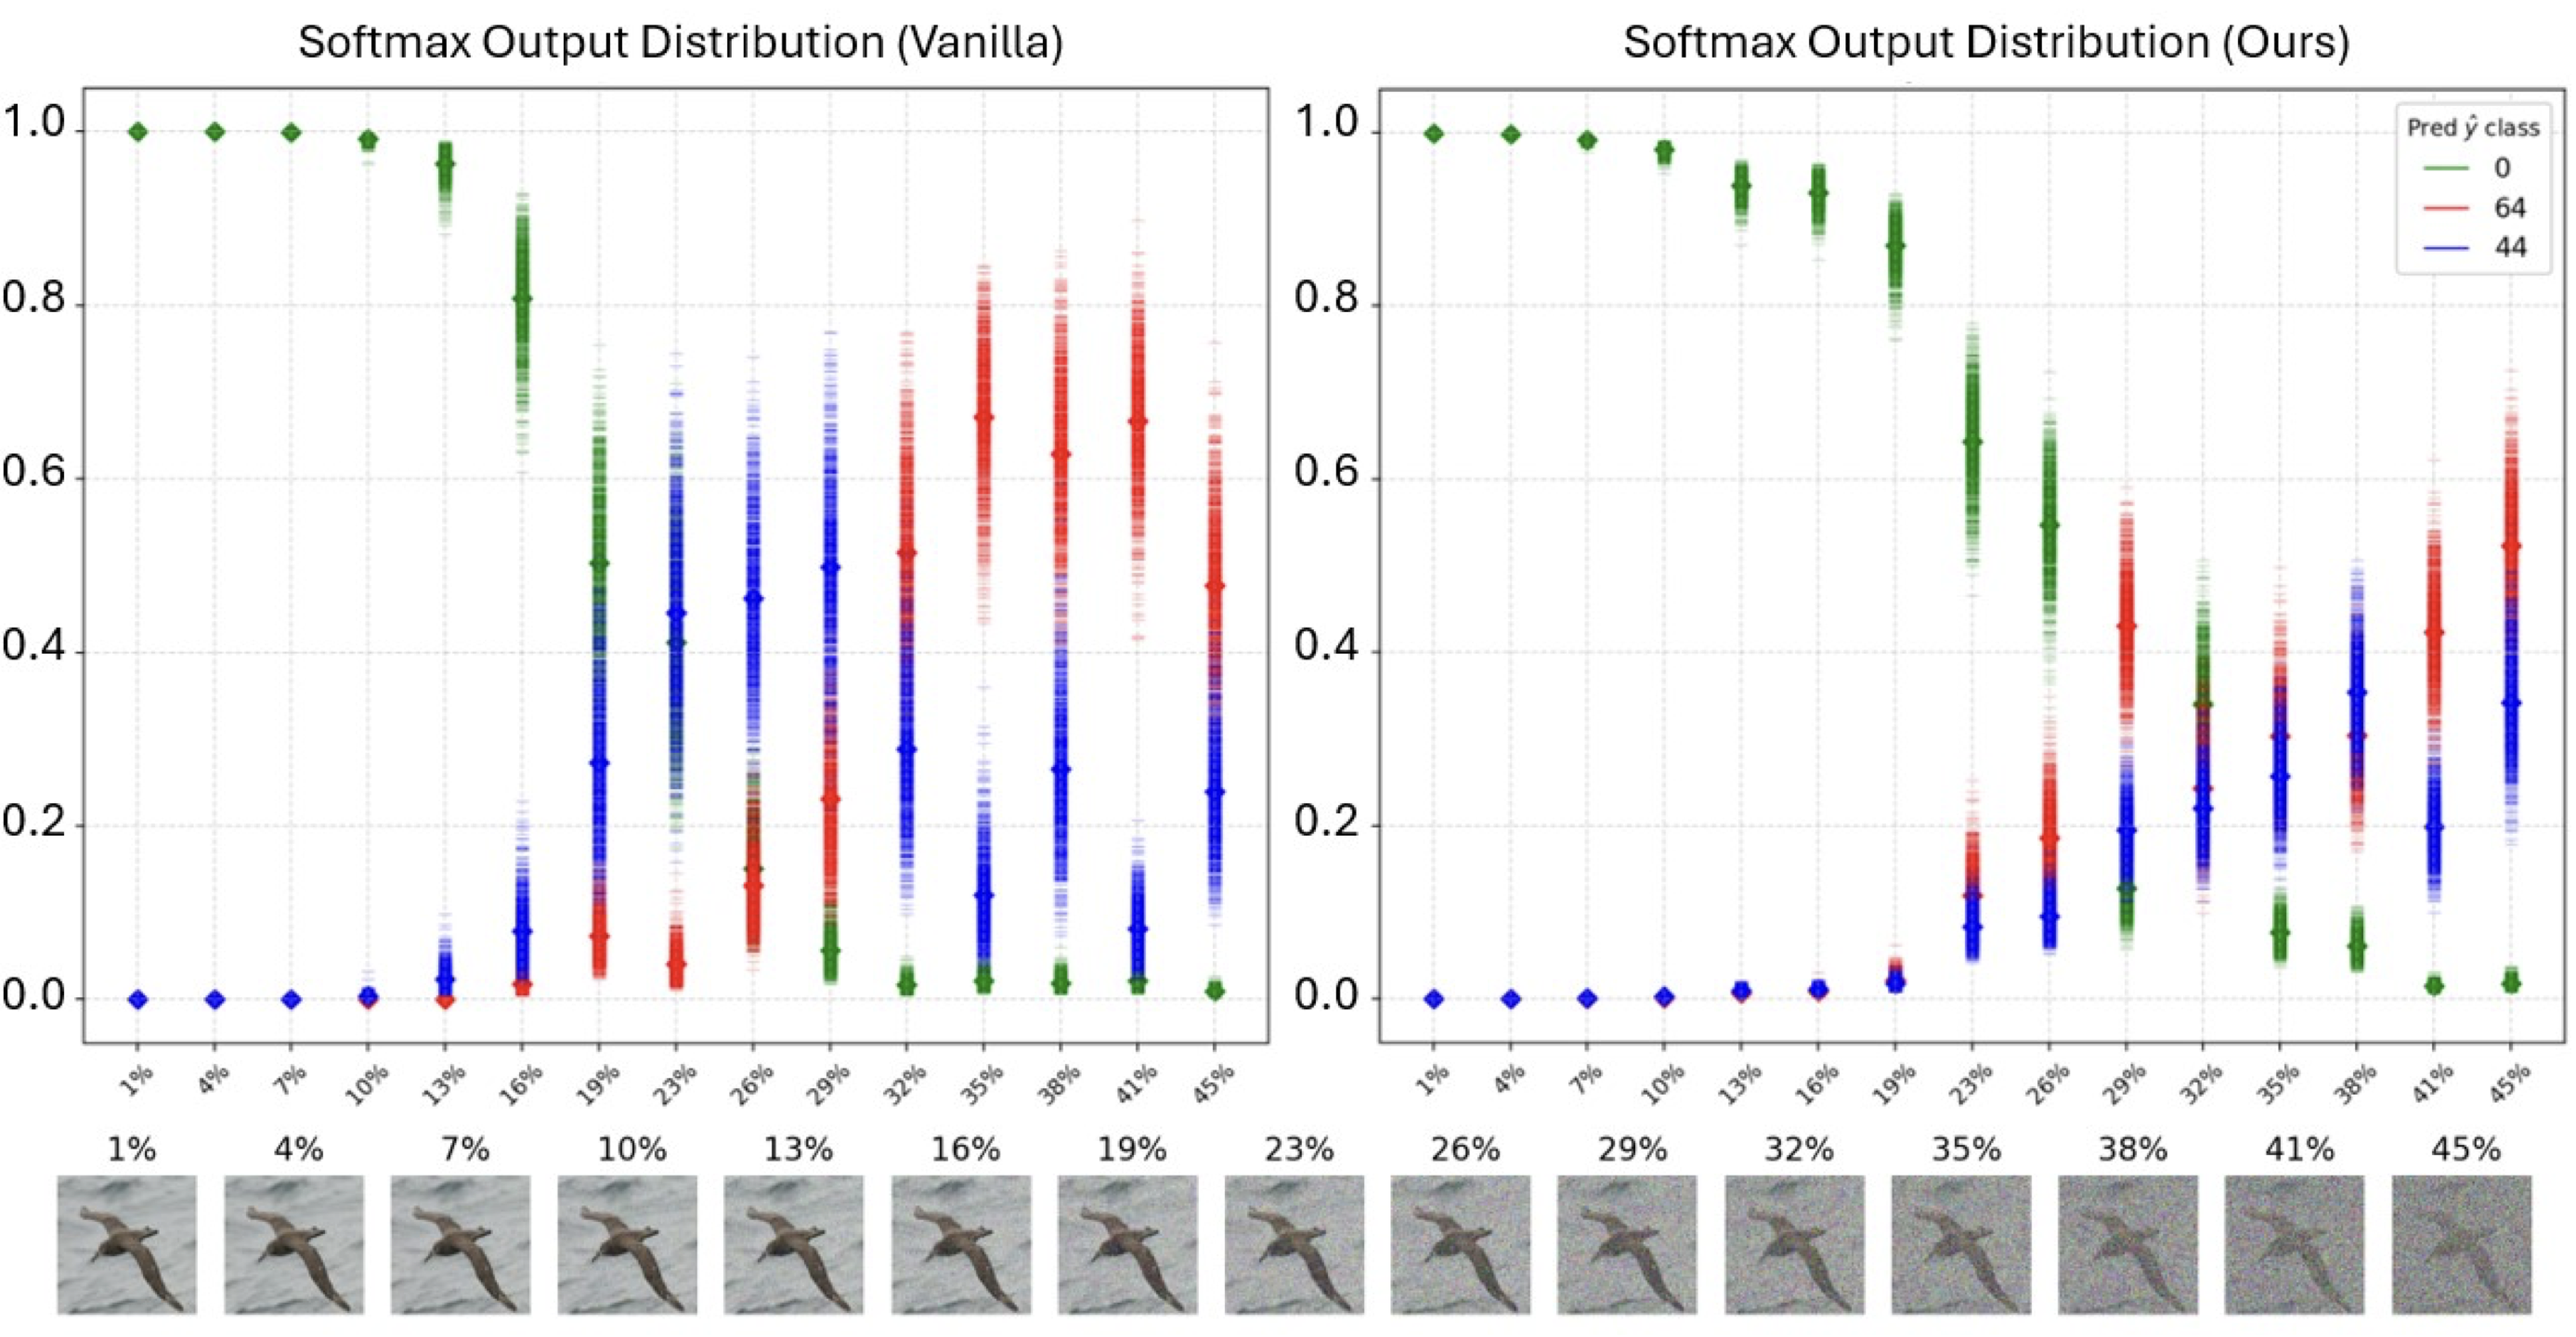 Softmax Output Distribution (Vanilla)
1.0
0.8
0.6
0.4
0.2
0.0
1% 4% 7% 10% 13% 16% 19% 23% 26% 29% 32% 35% 38% 41% 45%
Softmax Output Distribution (Ours)
1.0
0.8
0.6
0.4
0.2
0.0
Pred ŷ class
0
64
44
1% 4% 7% 10% 13% 16% 19% 23% 26% 29% 32% 35% 38% 41% 45%
1% 4% 7% 10% 13% 16% 19% 23% 26% 29% 32% 35% 38% 41% 45%